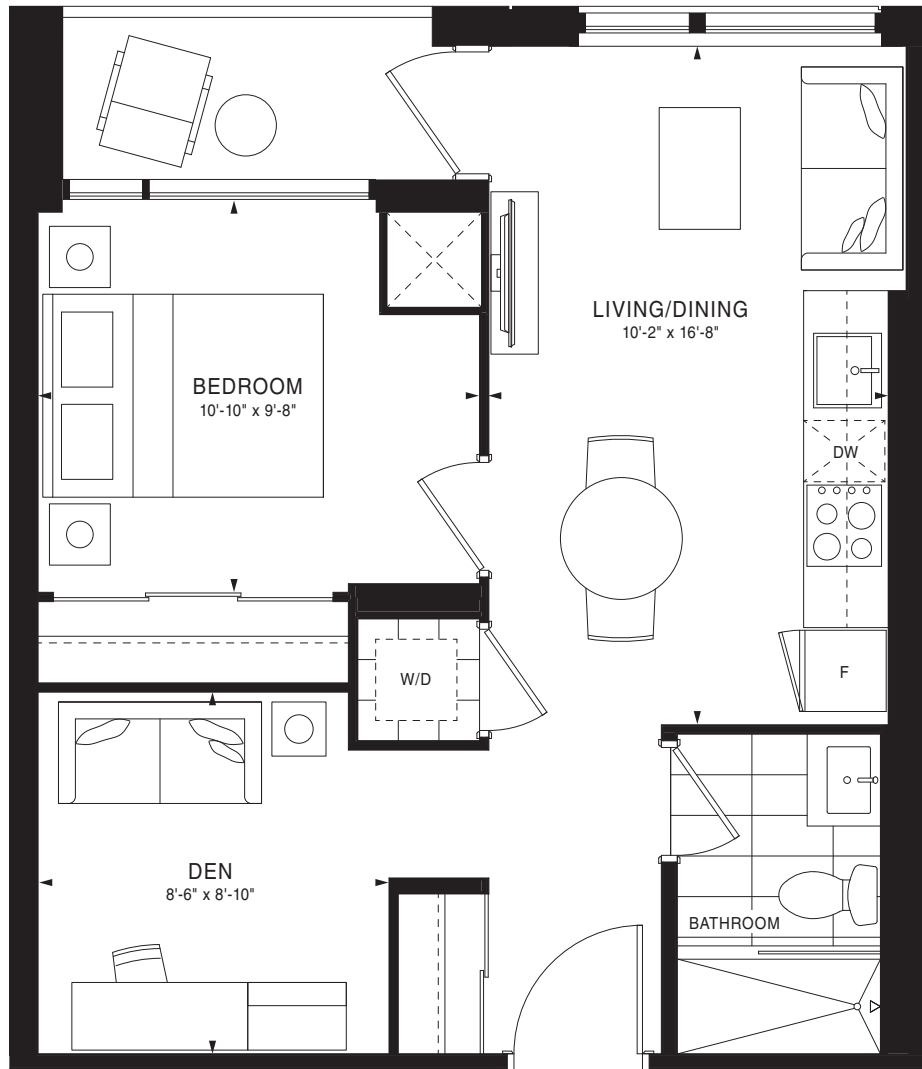 LIVING/DINING
10'-2" x 16'-8"
BEDROOM
10'-10" x 9'-8"
DW
F
W/D
DEN
8'-6" x 8'-10"
BATHROOM